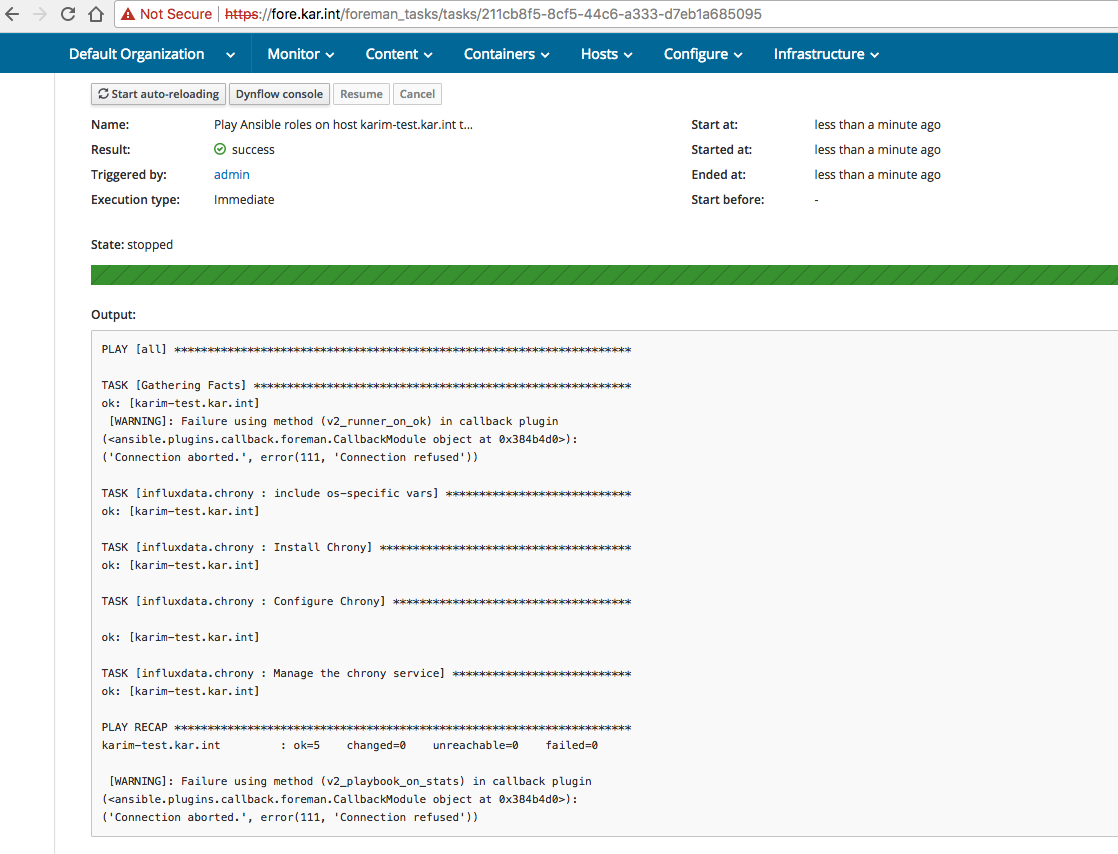 Not Secure https://fore.kar.int/foreman_tasks/tasks/211cb8f5-8cf5-44c6-a333-d7eb1a685095
Default Organization Monitor Content Containers Hosts Configure Infrastructure
Start auto-reloading Dynflow console Resume Cancel
Name: Play Ansible roles on host karim-test.kar.int t... Start at: less than a minute ago
Result: success Started at: less than a minute ago
Triggered by: admin Ended at: less than a minute ago
Execution type: Immediate Start before: -
State: stopped
Output:
PLAY [all] *********************************************************************
TASK [Gathering Facts] *********************************************************
ok: [karim-test.kar.int]
[WARNING]: Failure using method (v2_runner_on_ok) in callback plugin
(<ansible.plugins.callback.foreman.CallbackModule object at 0x384b4d0>):
('Connection aborted.', error(111, 'Connection refused'))
TASK [influxdata.chrony : include os-specific vars] ****************************
ok: [karim-test.kar.int]
TASK [influxdata.chrony : Install Chrony] **************************************
ok: [karim-test.kar.int]
TASK [influxdata.chrony : Configure Chrony] ************************************
ok: [karim-test.kar.int]
TASK [influxdata.chrony : Manage the chrony service] ***************************
ok: [karim-test.kar.int]
PLAY RECAP *********************************************************************
karim-test.kar.int : ok=5 changed=0 unreachable=0 failed=0
[WARNING]: Failure using method (v2_playbook_on_stats) in callback plugin
(<ansible.plugins.callback.foreman.CallbackModule object at 0x384b4d0>):
('Connection aborted.', error(111, 'Connection refused'))